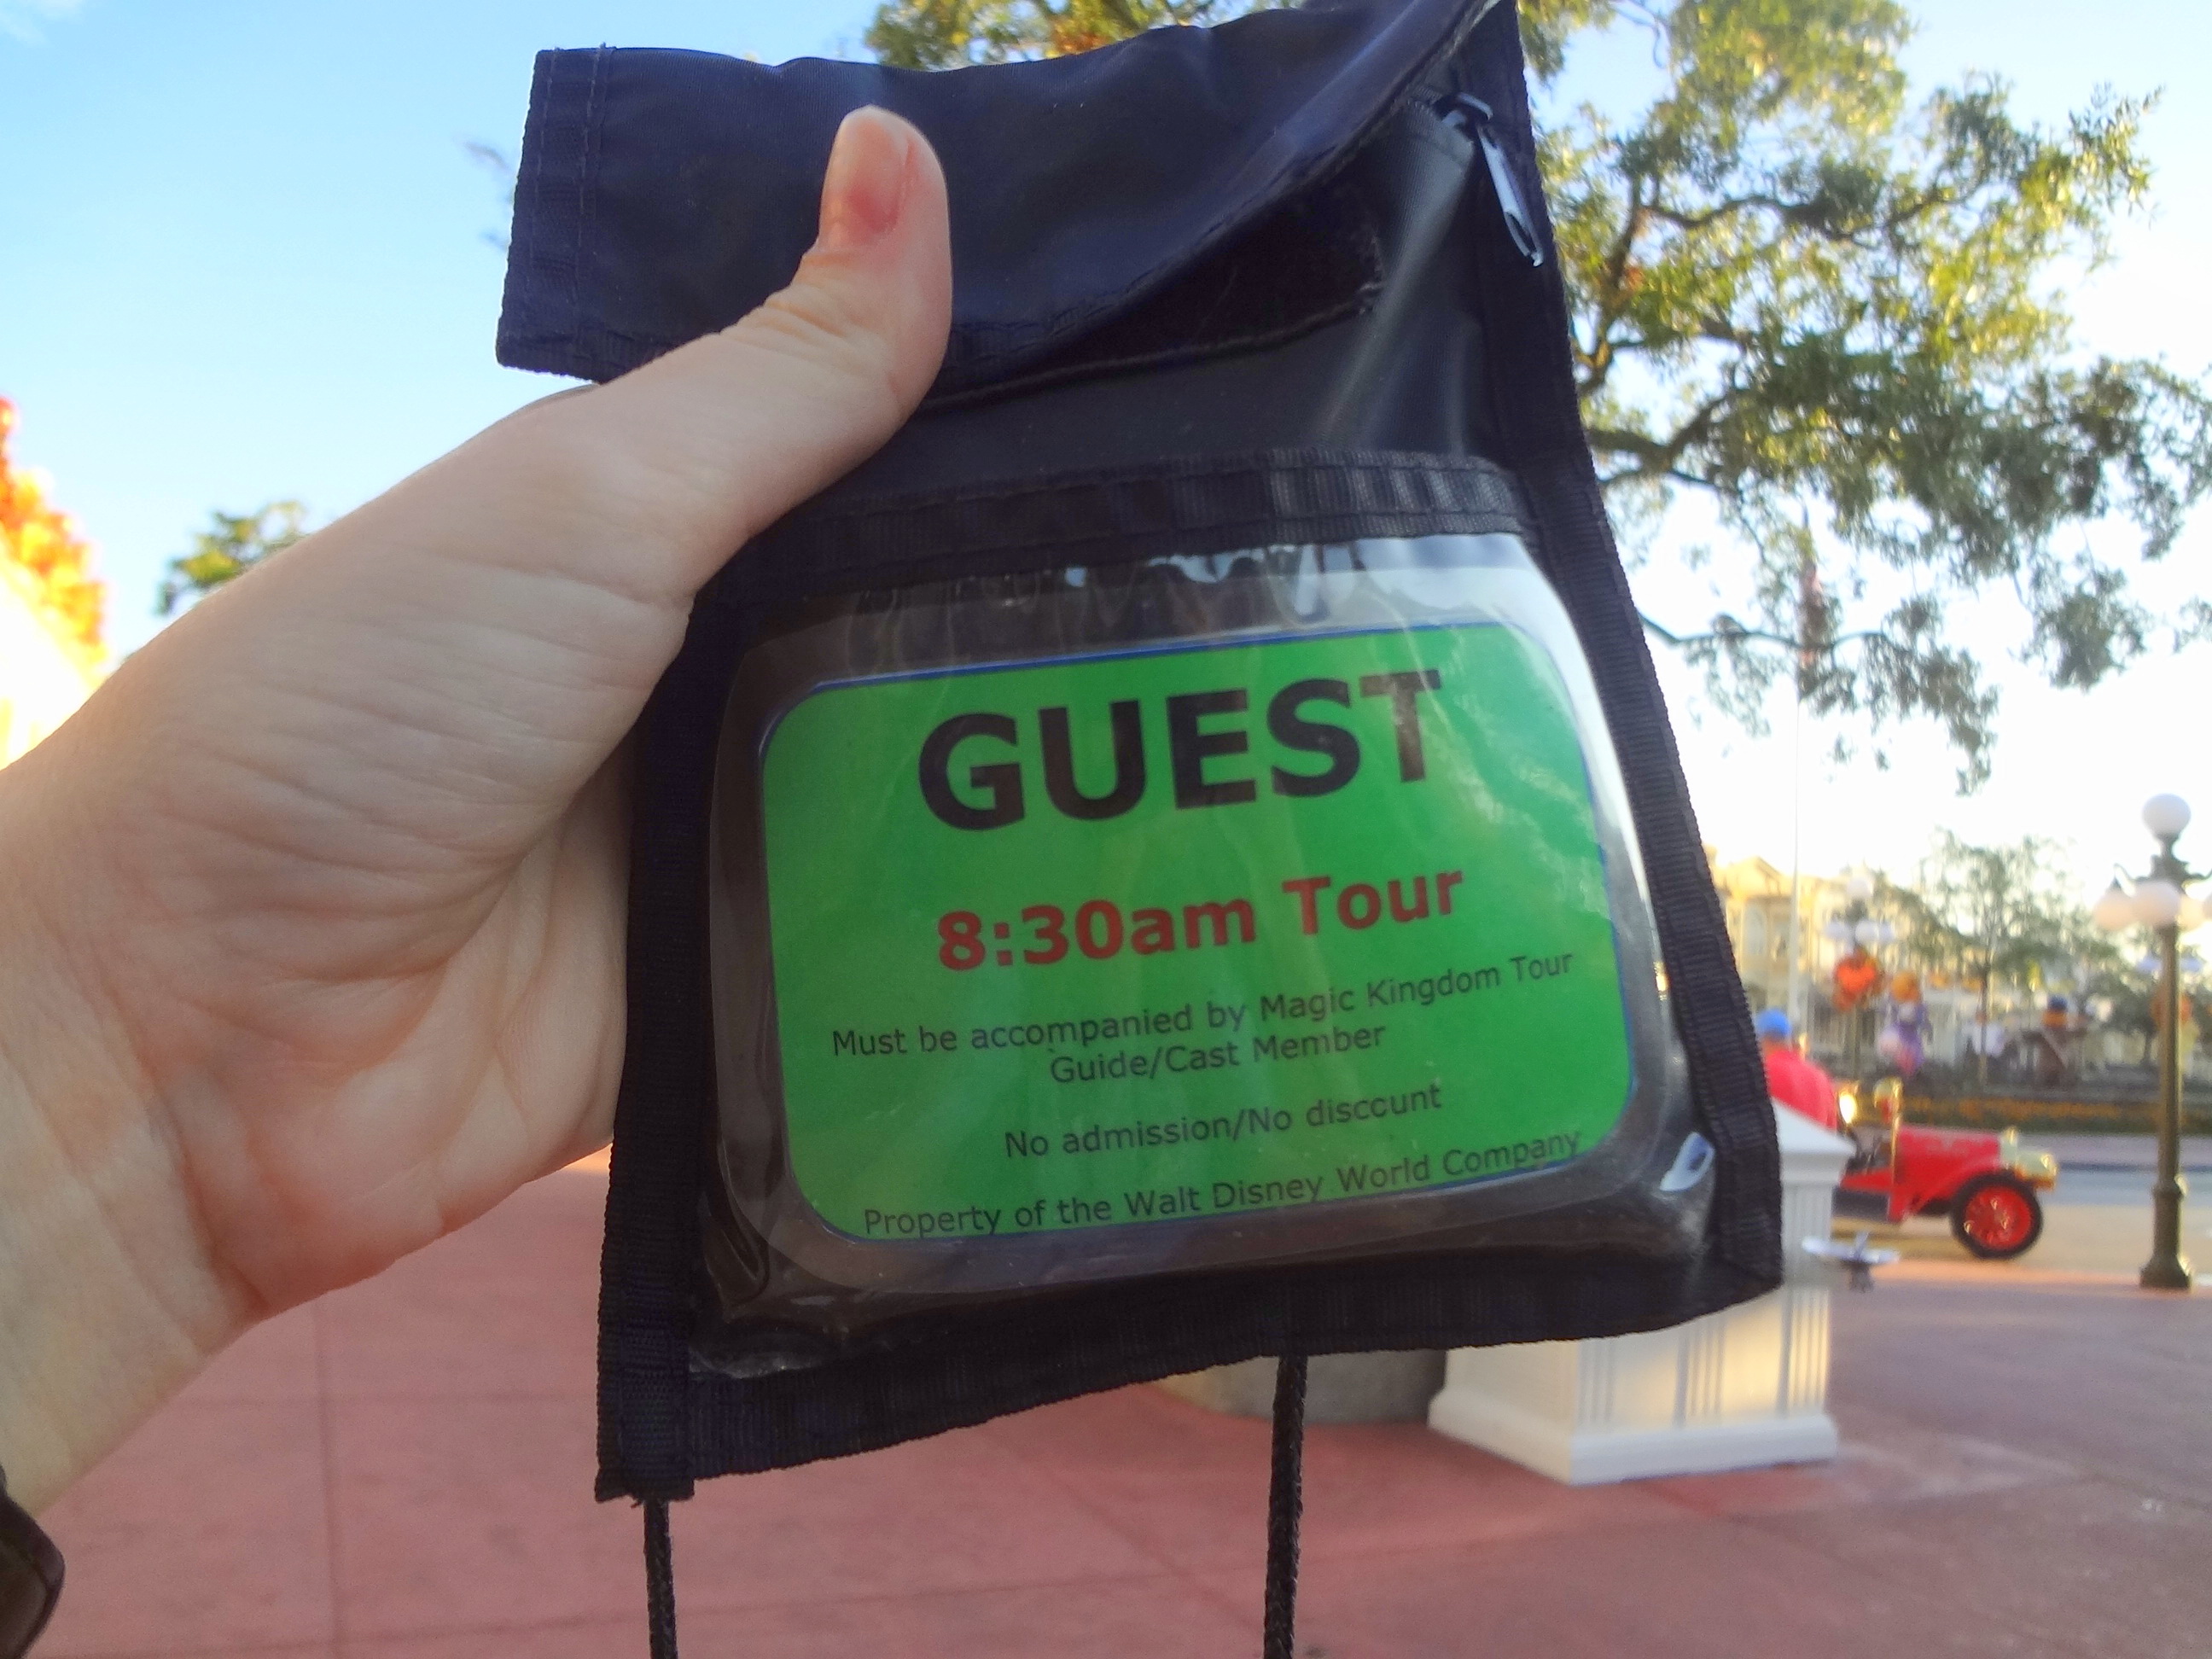 GUEST
8:30am Tour
Must be accompanied by Magic Kingdom Tour
Guide/Cast Member
No admission/No discount
Property of the Walt Disney World Company